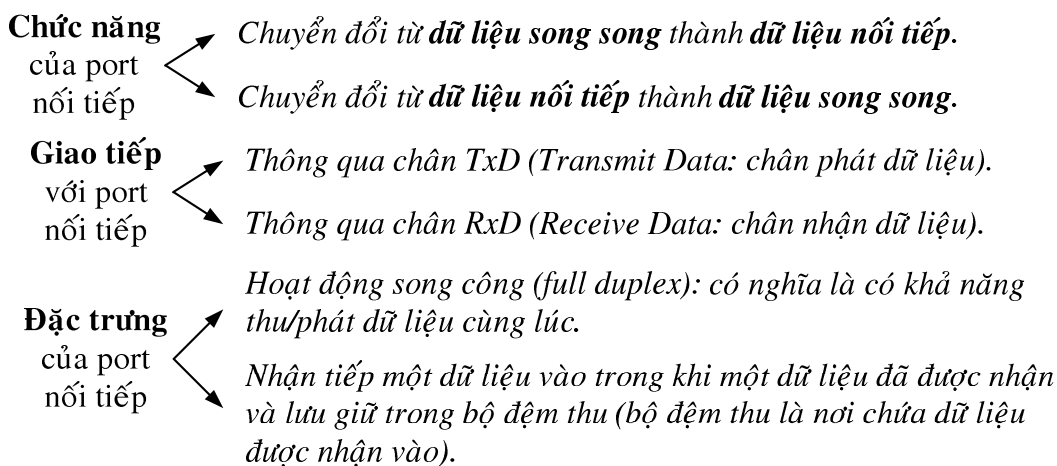 Chức năng
của port
nối tiếp
Chuyển đổi từ dữ liệu song song thành dữ liệu nối tiếp.
Chuyển đổi từ dữ liệu nối tiếp thành dữ liệu song song.
Giao tiếp
với port
nối tiếp
Thông qua chân TxD (Transmit Data: chân phát dữ liệu).
Thông qua chân RxD (Receive Data: chân nhận dữ liệu).
Đặc trưng
của port
nối tiếp
Hoạt động song công (full duplex): có nghĩa là có khả năng
thu/phát dữ liệu cùng lúc.
Nhận tiếp một dữ liệu vào trong khi một dữ liệu đã được nhận
và lưu giữ trong bộ đệm thu (bộ đệm thu là nơi chứa dữ liệu
được nhận vào).